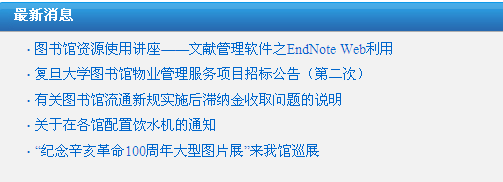 最新消息
· 图书馆资源使用讲座——文献管理软件之EndNote Web利用
· 复旦大学图书馆物业管理服务项目招标公告（第二次）
· 有关图书馆流通新规实施后滞纳金收取问题的说明
· 关于在各馆配置饮水机的通知
· “纪念辛亥革命100周年大型图片展”来我馆巡展